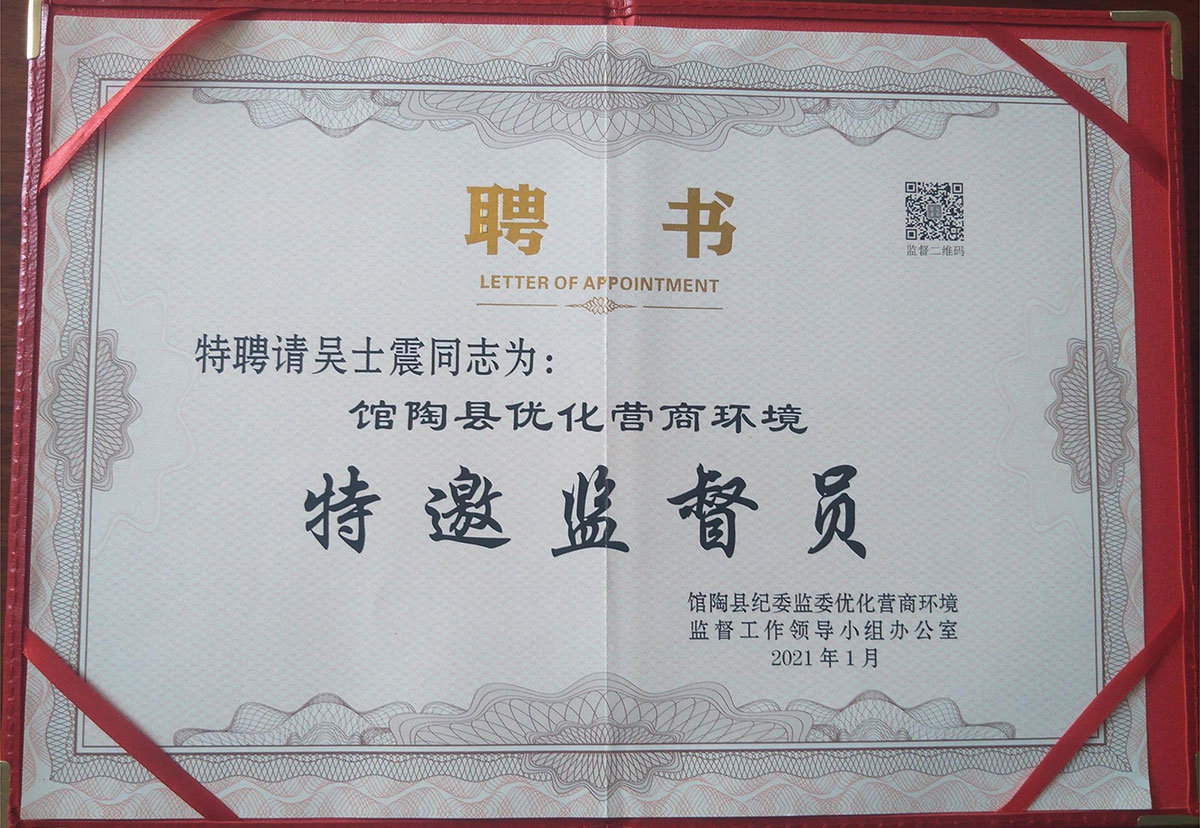 聘书
监督二维码
LETTER OF APPOINTMENT
特聘请吴士震同志为：
馆陶县优化营商环境
特邀监督员
馆陶县纪委监委优化营商环境
监督工作领导小组办公室
2021年1月